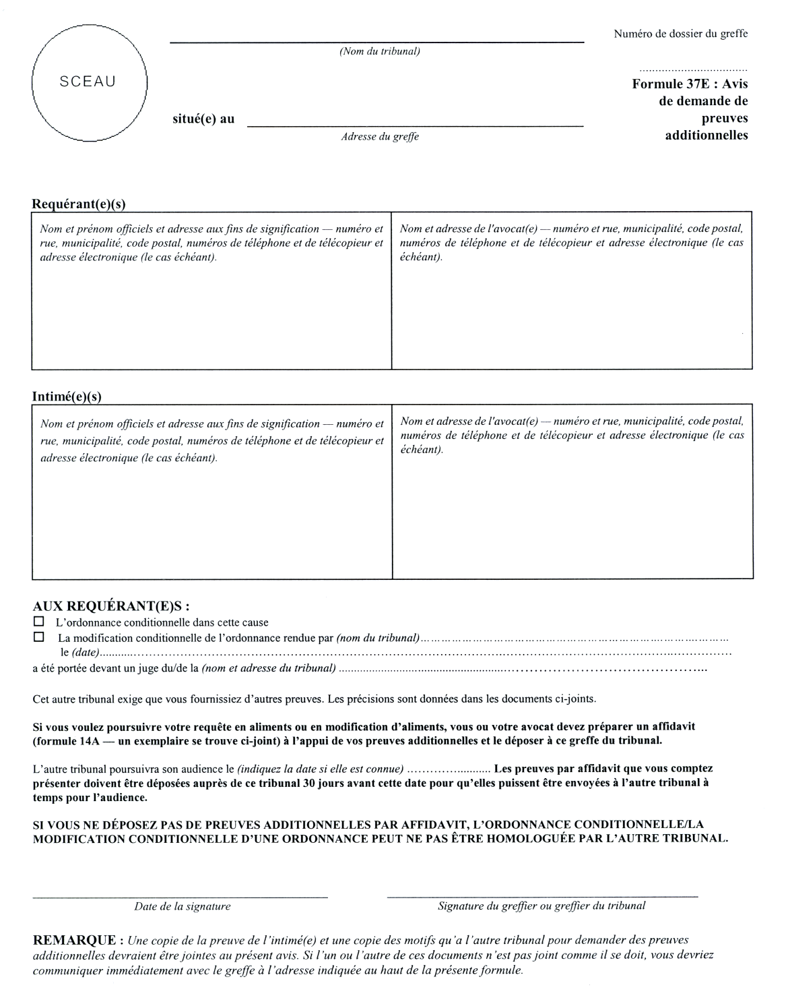 Numéro de dossier du greffe
(Nom du tribunal)
SCEAU
..................................
Formule 37E : Avis
de demande de
preuves
additionnelles
situé(e) au
Adresse du greffe
Requérant(e)(s)
Nom et prénom officiels et adresse aux fins de signification — numéro et
rue, municipalité, code postal, numéros de téléphone et de télécopieur et
adresse électronique (le cas échéant).
Nom et adresse de l'avocat(e) — numéro et rue, municipalité, code postal,
numéros de téléphone et de télécopieur et adresse électronique (le cas
échéant).
Intimé(e)(s)
Nom et prénom officiels et adresse aux fins de signification — numéro et
rue, municipalité, code postal, numéros de téléphone et de télécopieur et
adresse électronique (le cas échéant).
Nom et adresse de l'avocat(e) — numéro et rue, municipalité, code postal,
numéros de téléphone et de télécopieur et adresse électronique (le cas
échéant).
AUX REQUÉRANT(E)S :
☐ L'ordonnance conditionnelle dans cette cause
☐ La modification conditionnelle de l'ordonnance rendue par (nom du tribunal)..........................................................
le (date)..........................................................
a été portée devant un juge du/de la (nom et adresse du tribunal) ..........................................................
Cet autre tribunal exige que vous fournissiez d'autres preuves. Les précisions sont données dans les documents ci-joints.
Si vous voulez poursuivre votre requête en aliments ou en modification d'aliments, vous ou votre avocat devez préparer un affidavit
(formule 14A — un exemplaire se trouve ci-joint) à l'appui de vos preuves additionnelles et le déposer à ce greffe du tribunal.
L'autre tribunal poursuivra son audience le (indiquez la date si elle est connue) ........................ Les preuves par affidavit que vous comptez
présenter doivent être déposées auprès de ce tribunal 30 jours avant cette date pour qu'elles puissent être envoyées à l'autre tribunal à
temps pour l'audience.
SI VOUS NE DÉPOSEZ PAS DE PREUVES ADDITIONNELLES PAR AFFIDAVIT, L'ORDONNANCE CONDITIONNELLE/LA
MODIFICATION CONDITIONNELLE D'UNE ORDONNANCE PEUT NE PAS ÊTRE HOMOLOGUÉE PAR L'AUTRE TRIBUNAL.
Date de la signature
Signature du greffier ou greffier du tribunal
REMARQUE : Une copie de la preuve de l'intimé(e) et une copie des motifs qu'a l'autre tribunal pour demander des preuves
additionnelles devraient être jointes au présent avis. Si l'un ou l'autre de ces documents n'est pas joint comme il se doit, vous devriez
communiquer immédiatement avec le greffe à l'adresse indiquée au haut de la présente formule.